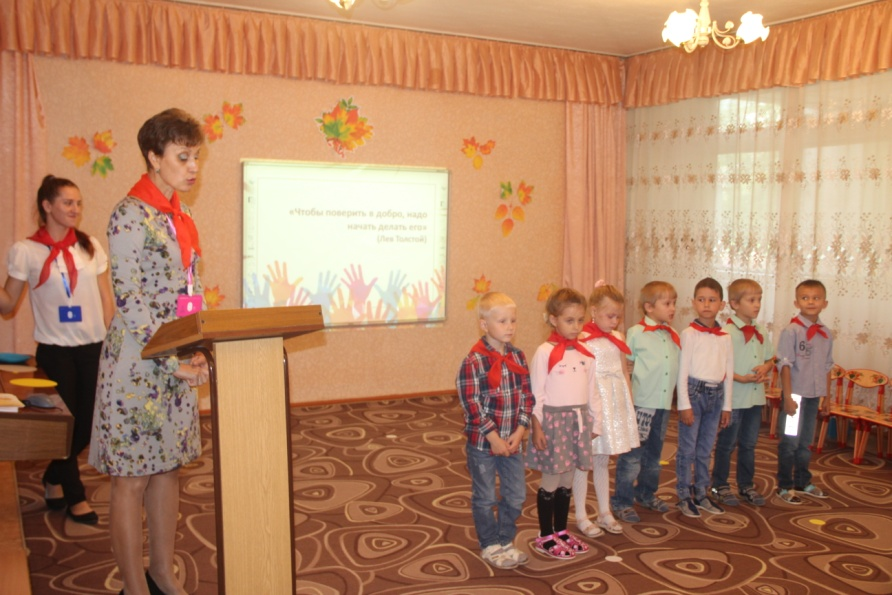 «Чтобы поверить в добро, надо
начать делать его»
(Лев Толстой)